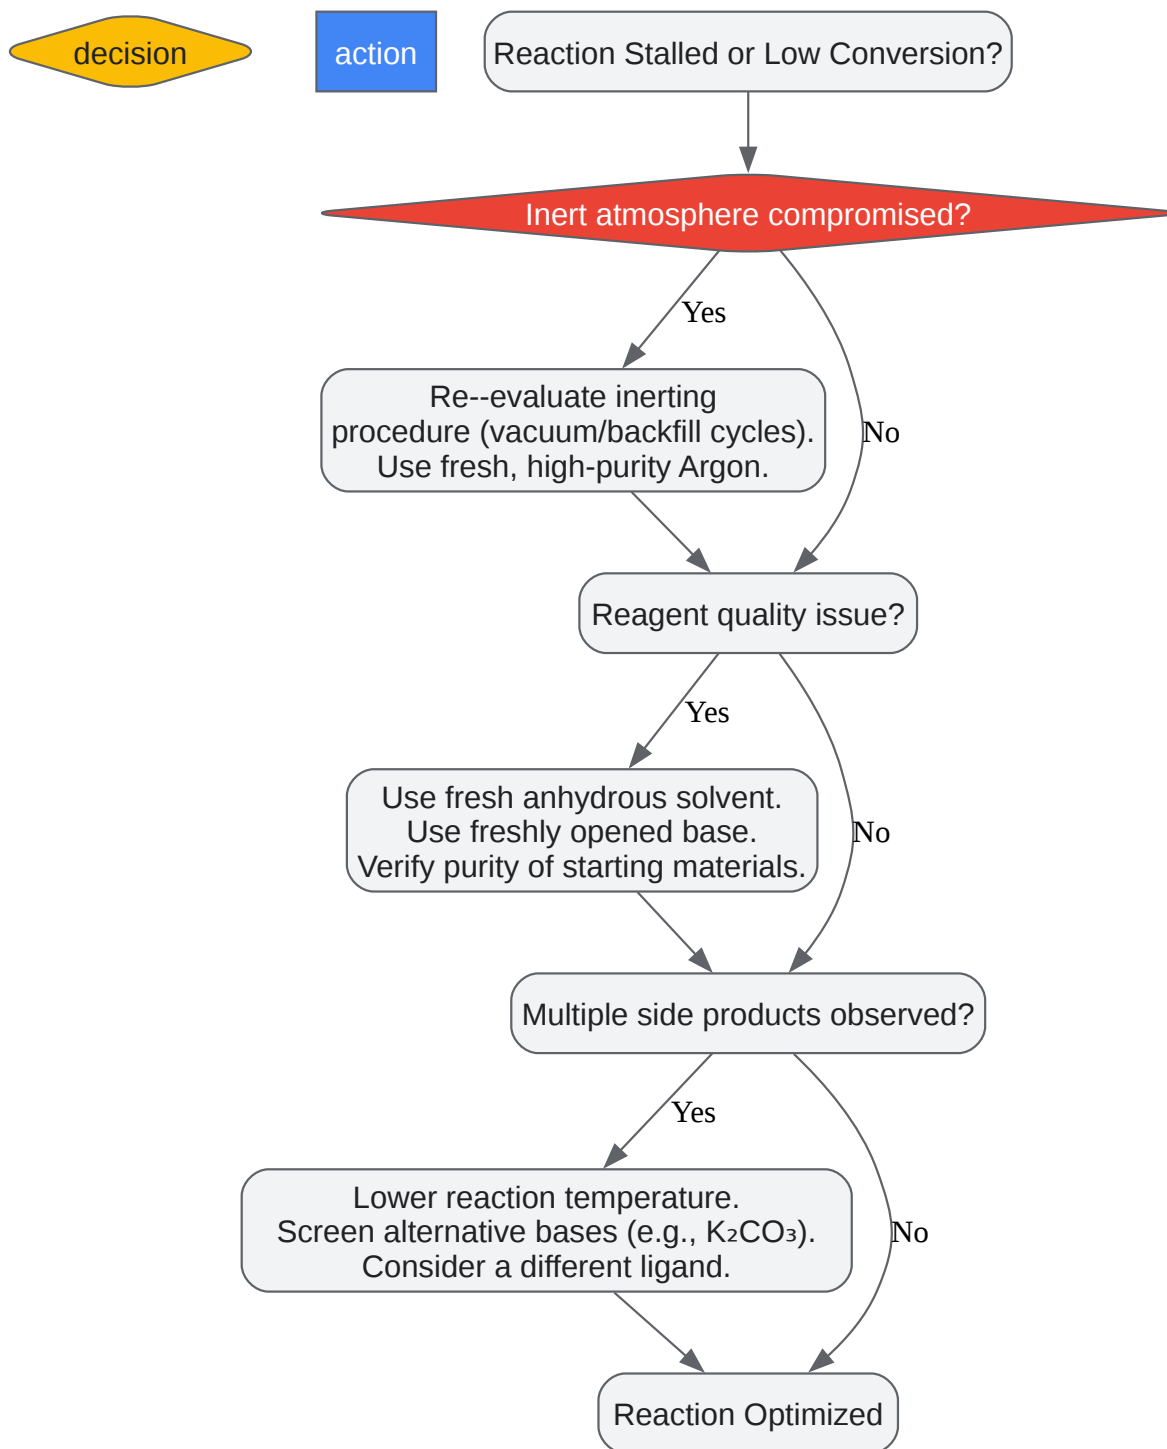 decision
action
Reaction Stalled or Low Conversion?
Inert atmosphere compromised?
Yes
Re--evaluate inerting
procedure (vacuum/backfill cycles).
Use fresh, high-purity Argon.
No
Reagent quality issue?
Yes
Use fresh anhydrous solvent.
Use freshly opened base.
Verify purity of starting materials.
No
Multiple side products observed?
Yes
Lower reaction temperature.
Screen alternative bases (e.g., K₂CO₃).
Consider a different ligand.
No
Reaction Optimized